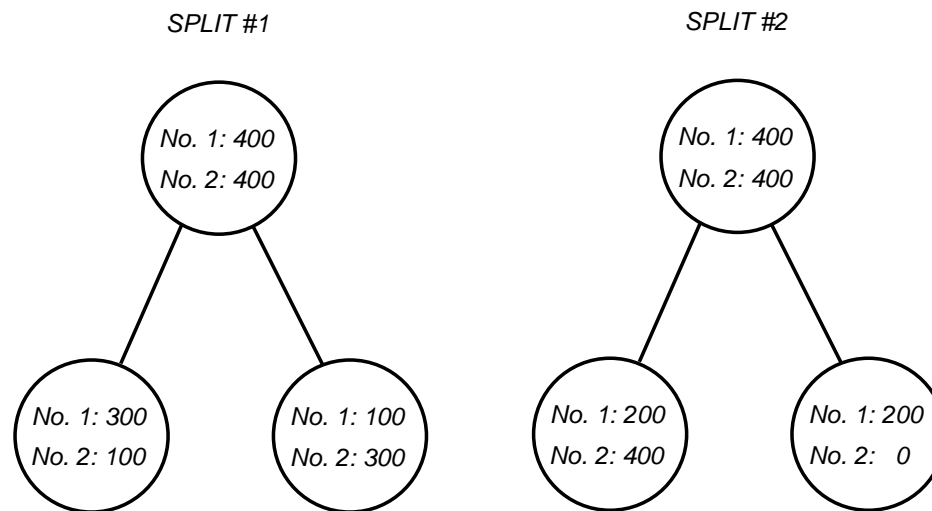 SPLIT #1
No. 1: 400
No. 2: 400
No. 1: 300
No. 2: 100
No. 1: 100
No. 2: 300
SPLIT #2
No. 1: 400
No. 2: 400
No. 1: 200
No. 2: 400
No. 1: 200
No. 2: 0